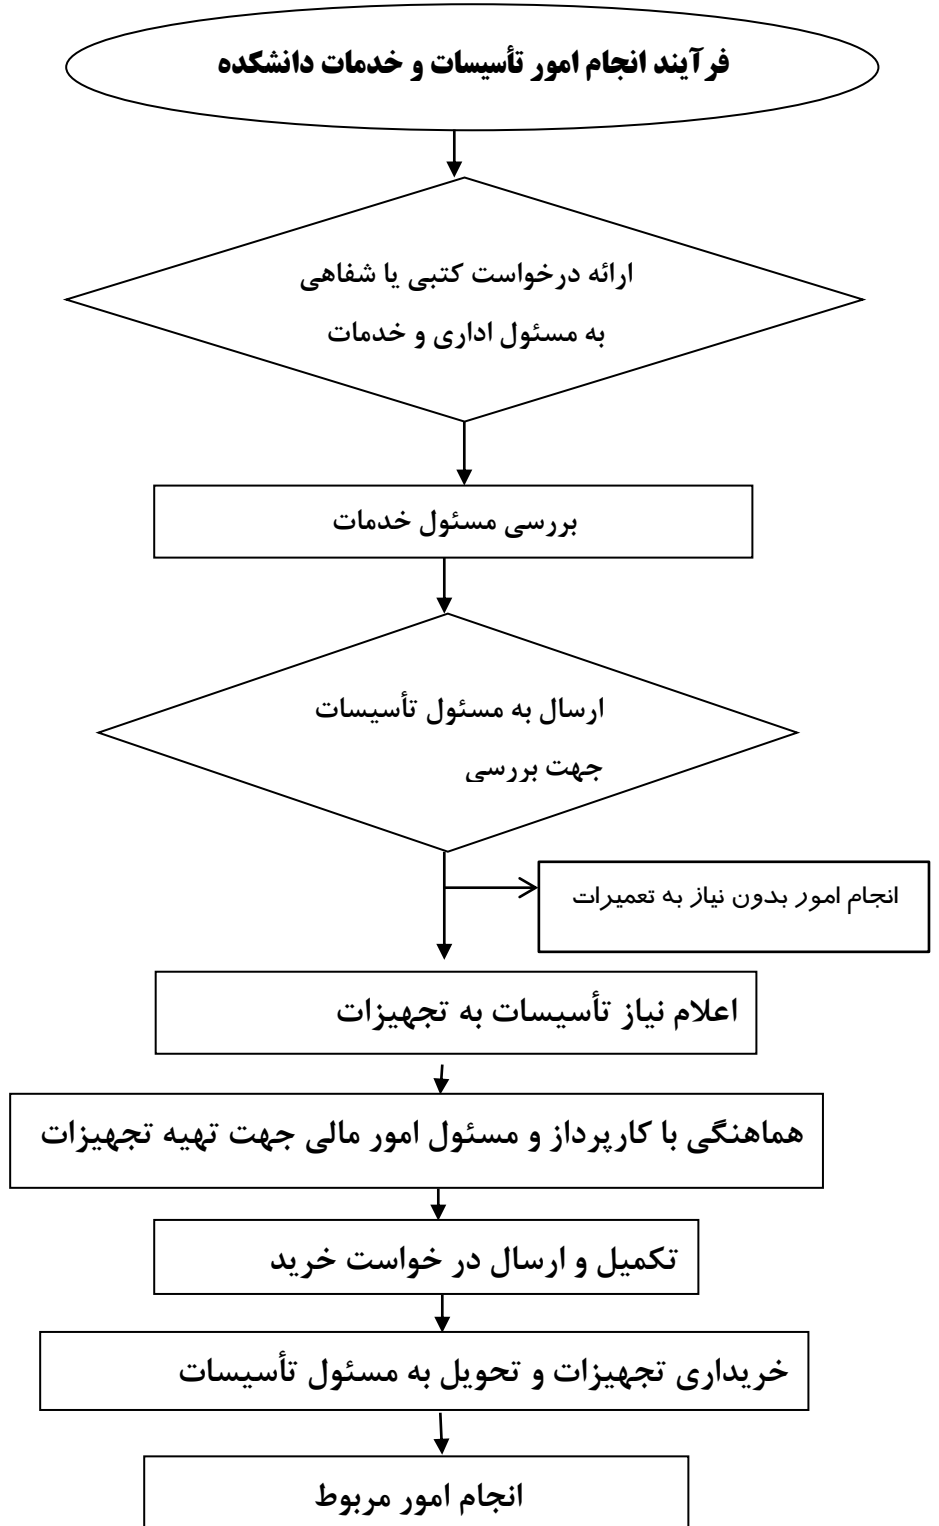 فرآیند انجام امور تأسیسات و خدمات دانشکده
ارائه درخواست کتبی یا شفاهی
به مسئول اداری و خدمات
بررسی مسئول خدمات
ارسال به مسئول تأسیسات
جهت بررسی
انجام امور بدون نیاز به تعمیرات
اعلام نیاز تأسیسات به تجهیزات
هماهنگی با کارپرداز و مسئول امور مالی جهت تهیه تجهیزات
تکمیل و ارسال در خواست خرید
خریداری تجهیزات و تحویل به مسئول تأسیسات
انجام امور مربوط